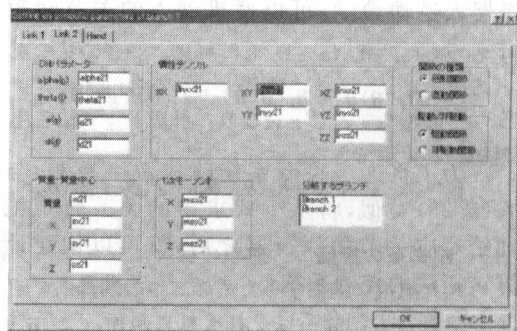 Link 1 Link 2 Hand
DHパラメータ
alpha(j) alpha21
theta(j) theta21
d21
慣性テンソル
XX Ixx21 XY XZ Ixz21
YY Iyy21 YZ Iyz21
ZZ Izz21
関節の種類
回転関節
直動関節
駆動/非駆動
駆動関節
非駆動関節
質量・質量中心
質量 m21
X sx21
Y sy21
Z sz21
1次モーメント
X msx21
Y msy21
Z msz21
分岐するブランチ
Branch 1
Branch 2
OK キャンセル